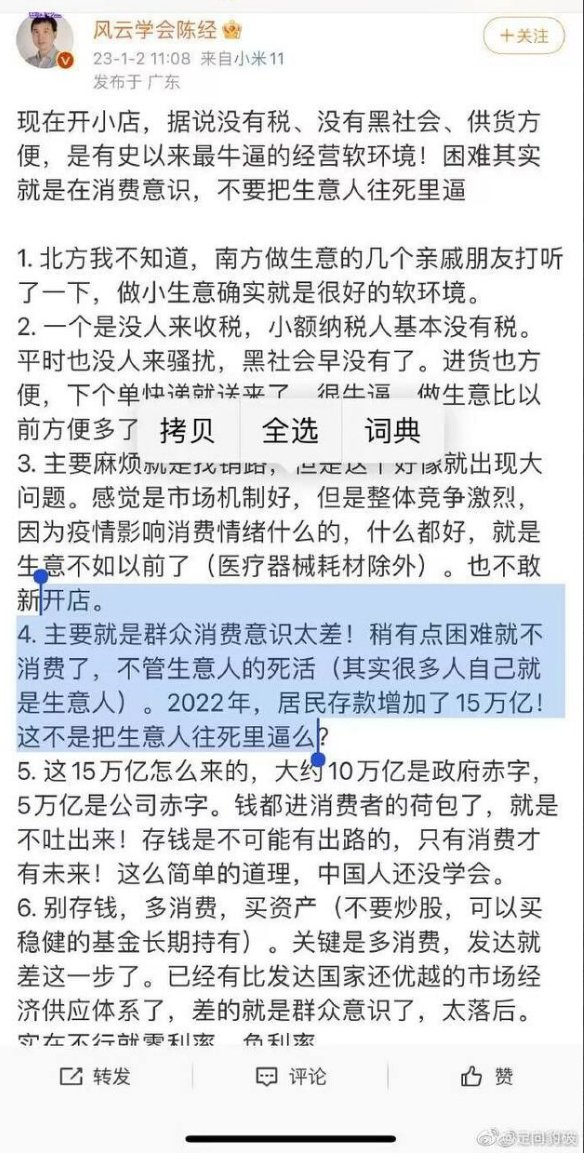 风云学会陈经
+关注
23-1-2 11:08 来自小米11
发布于 广东
现在开小店，据说没有税、没有黑社会、供货方
便，是有史以来最牛逼的经营软环境！困难其实
就是在消费意识，不要把生意人往死里逼
1. 北方我不知道，南方做生意的几个亲戚朋友打听
了一下，做小生意确实就是很好的软环境。
2. 一个是没人来收税，小额纳税人基本没有税。
平时也没人来骚扰，黑社会早没有了。进货也方
便，下个单快递就送来了，很牛逼，做生意比以
前方便多了
拷贝 全选 词典
3. 主要麻烦就是找销路，但是这个好像就出现大
问题。感觉是市场机制好，但是整体竞争激烈，
因为疫情影响消费情绪什么的，什么都好，就是
生意不如以前了（医疗器械耗材除外）。也不敢
新开店。
4. 主要就是群众消费意识太差！稍有点困难就不
消费了，不管生意人的死活（其实很多人自己就
是生意人）。2022年，居民存款增加了15万亿！
这不是把生意人往死里逼么？
5. 这15万亿怎么来的，大约10万亿是政府赤字，
5万亿是公司赤字。钱都进消费者的荷包了，就是
不吐出来！存钱是不可能有出路的，只有消费才
有未来！这么简单的道理，中国人还没学会。
6. 别存钱，多消费，买资产（不要炒股，可以买
稳健的基金长期持有）。关键是多消费，发达就
差这一步了。已经有比发达国家还优越的市场经
济供应体系了，差的就是群众意识了，太落后。
实在不行就零利率、负利率
转发 评论 赞